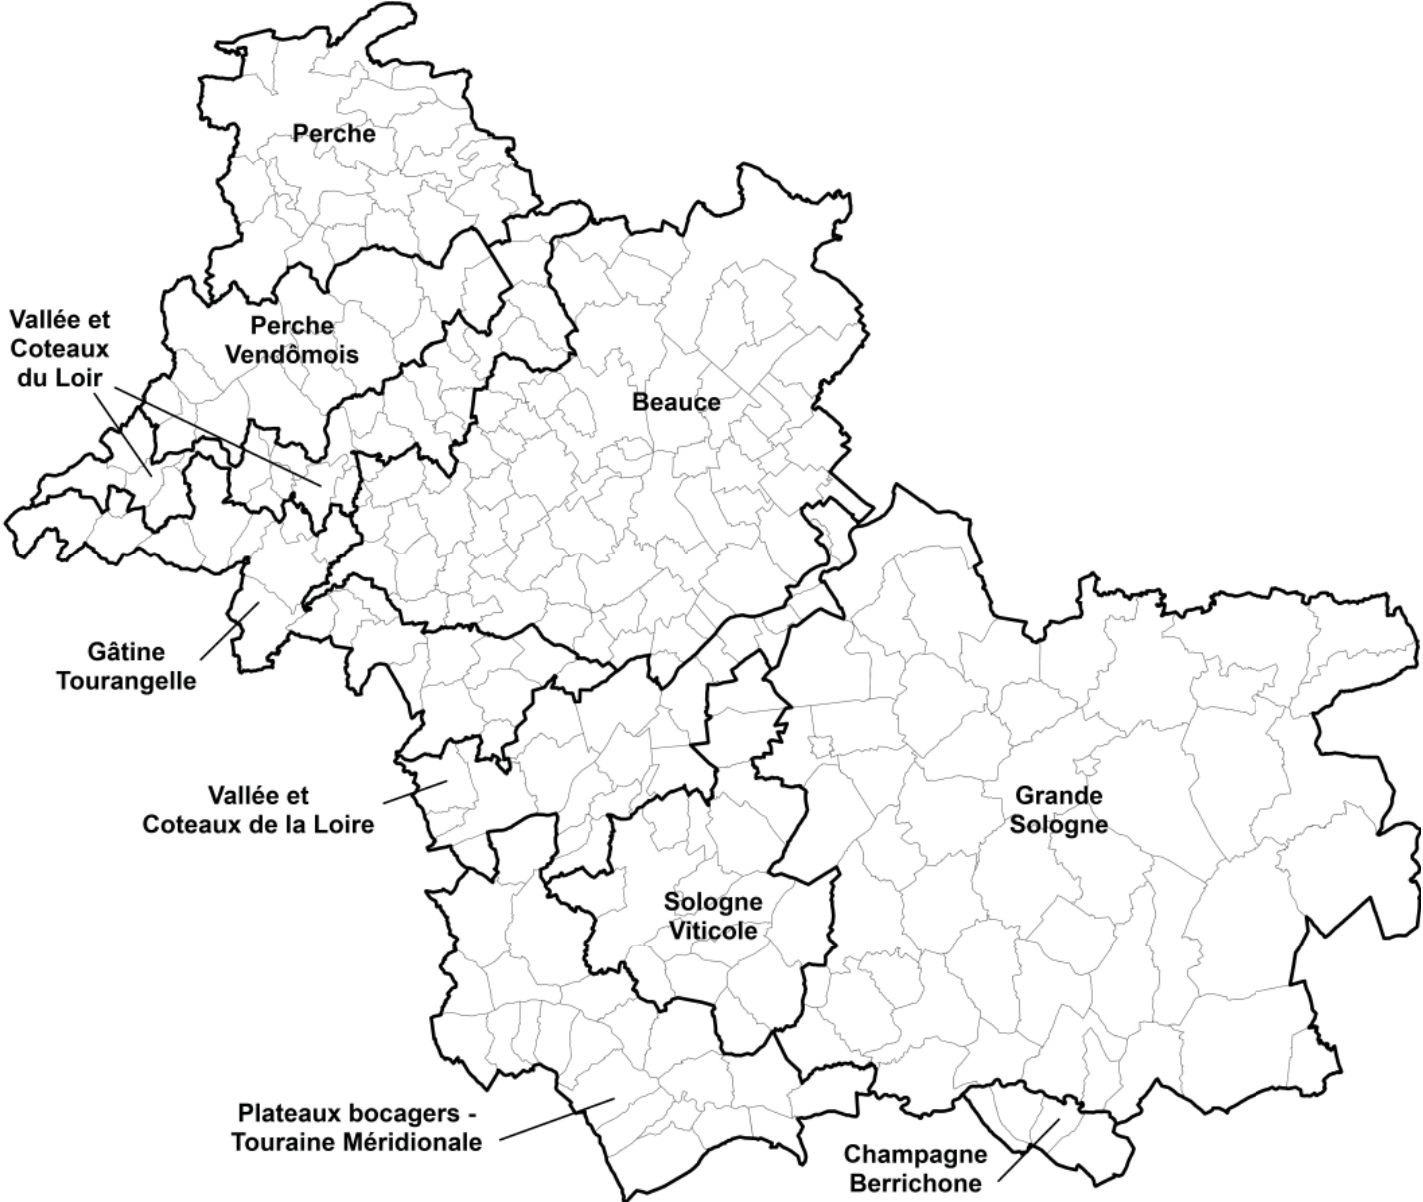 Perche
Vallée et
Coteaux
du Loir
Perche
Vendômois
Beauce
Gâtine
Tourangelle
Vallée et
Coteaux de la Loire
Grande
Sologne
Sologne
Viticole
Plateaux bocagers -
Touraine Méridionale
Champagne
Berrichone